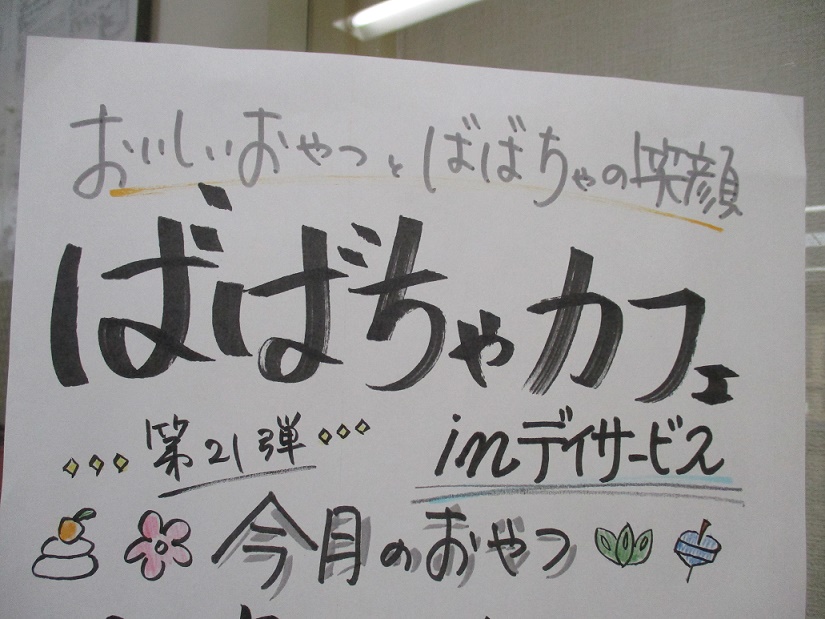 おいしいおやつとばばちゃの笑顔
ばばちゃカフェ
第21弾
inデイサービス
今月のおやつ